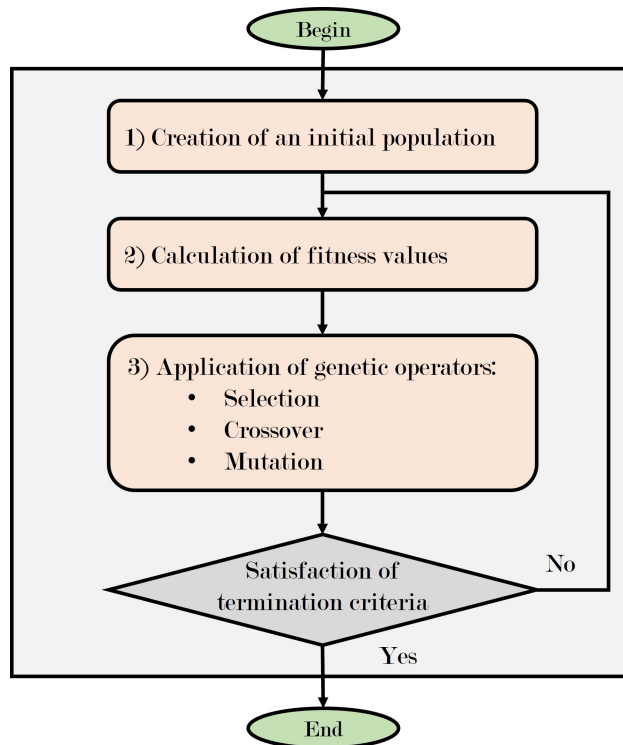 Begin
1) Creation of an initial population
2) Calculation of fitness values
3) Application of genetic operators:
• Selection
• Crossover
• Mutation
Satisfaction of
termination criteria
No
Yes
End